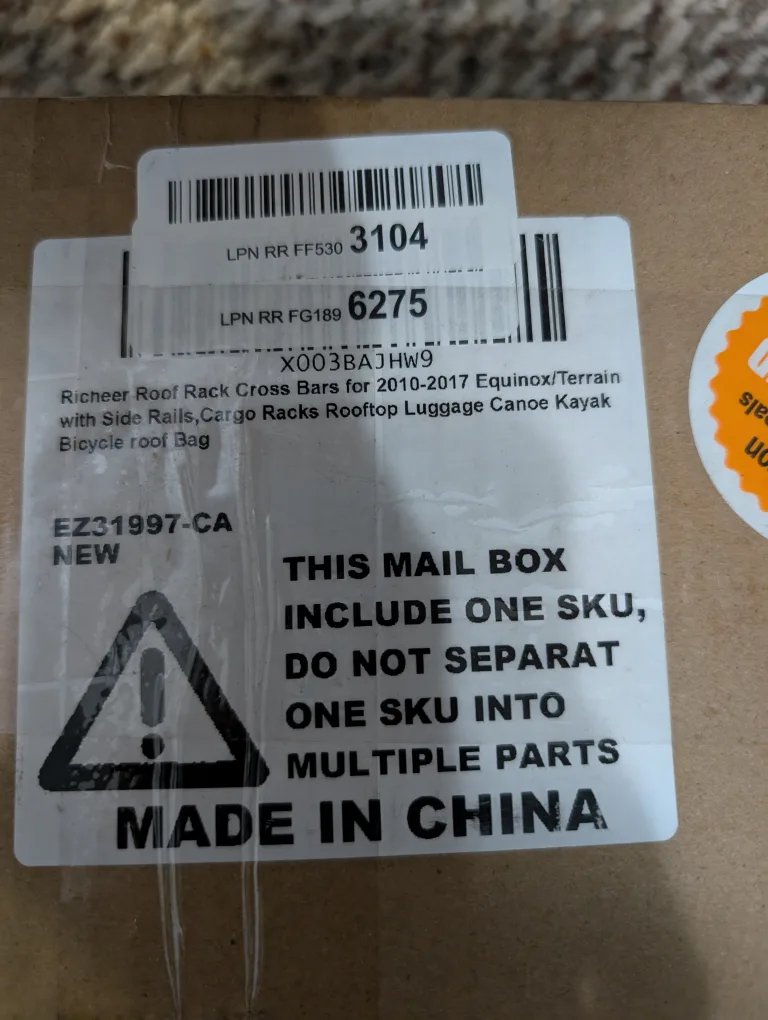 LPN RR FF530 3104
LPN RR FG189 6275
X003BAJHW9
Richeer Roof Rack Cross Bars for 2010-2017 Equinox/Terrain
with Side Rails,Cargo Racks Rooftop Luggage Canoe Kayak
Bicycle roof Bag
EZ31997-CA
NEW
THIS MAIL BOX
INCLUDE ONE SKU,
DO NOT SEPARAT
ONE SKU INTO
MULTIPLE PARTS
MADE IN CHINA